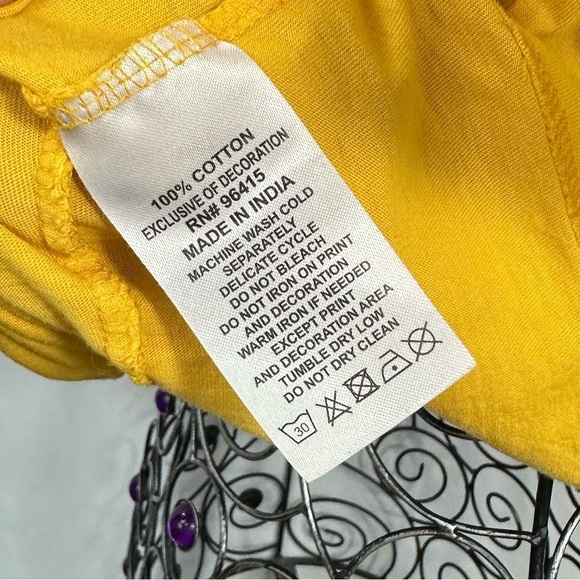 100% COTTON
EXCLUSIVE OF DECORATION
RN# 96415
MADE IN INDIA
MACHINE WASH COLD
SEPARATELY
DELICATE CYCLE
DO NOT BLEACH
DO NOT IRON ON PRINT
AND DECORATION
WARM IRON IF NEEDED
EXCEPT PRINT
AND DECORATION AREA
TUMBLE DRY LOW
DO NOT DRY CLEAN
30